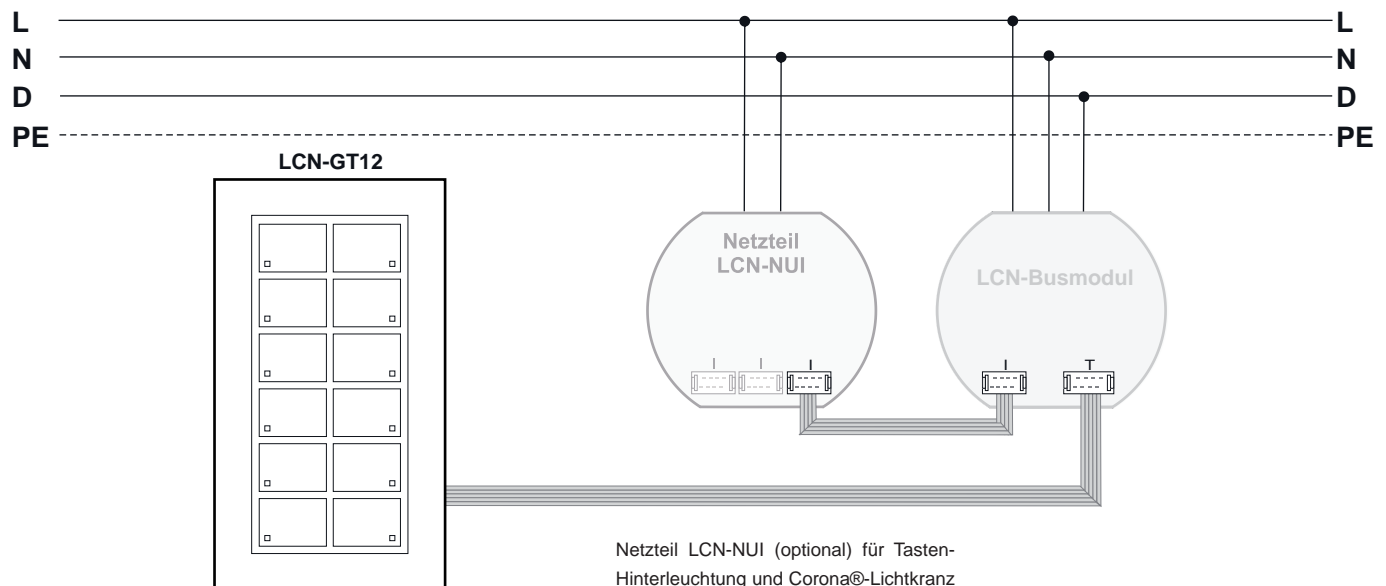 L L
N N
D D
PE PE
LCN-GT12
Netzteil
LCN-NUI
LCN-Busmodul
I I I I T
Netzteil LCN-NUI (optional) für Tasten-
Hinterleuchtung und Corona®-Lichtkranz